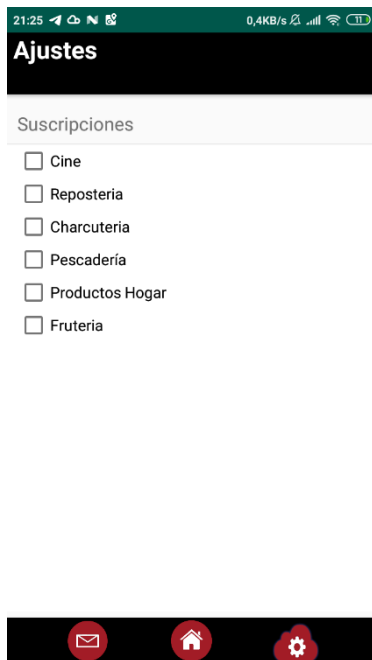 21:25 0,4KB/s 11
Ajustes
Suscripciones
Cine
Reposteria
Charcuteria
Pescadería
Productos Hogar
Fruteria